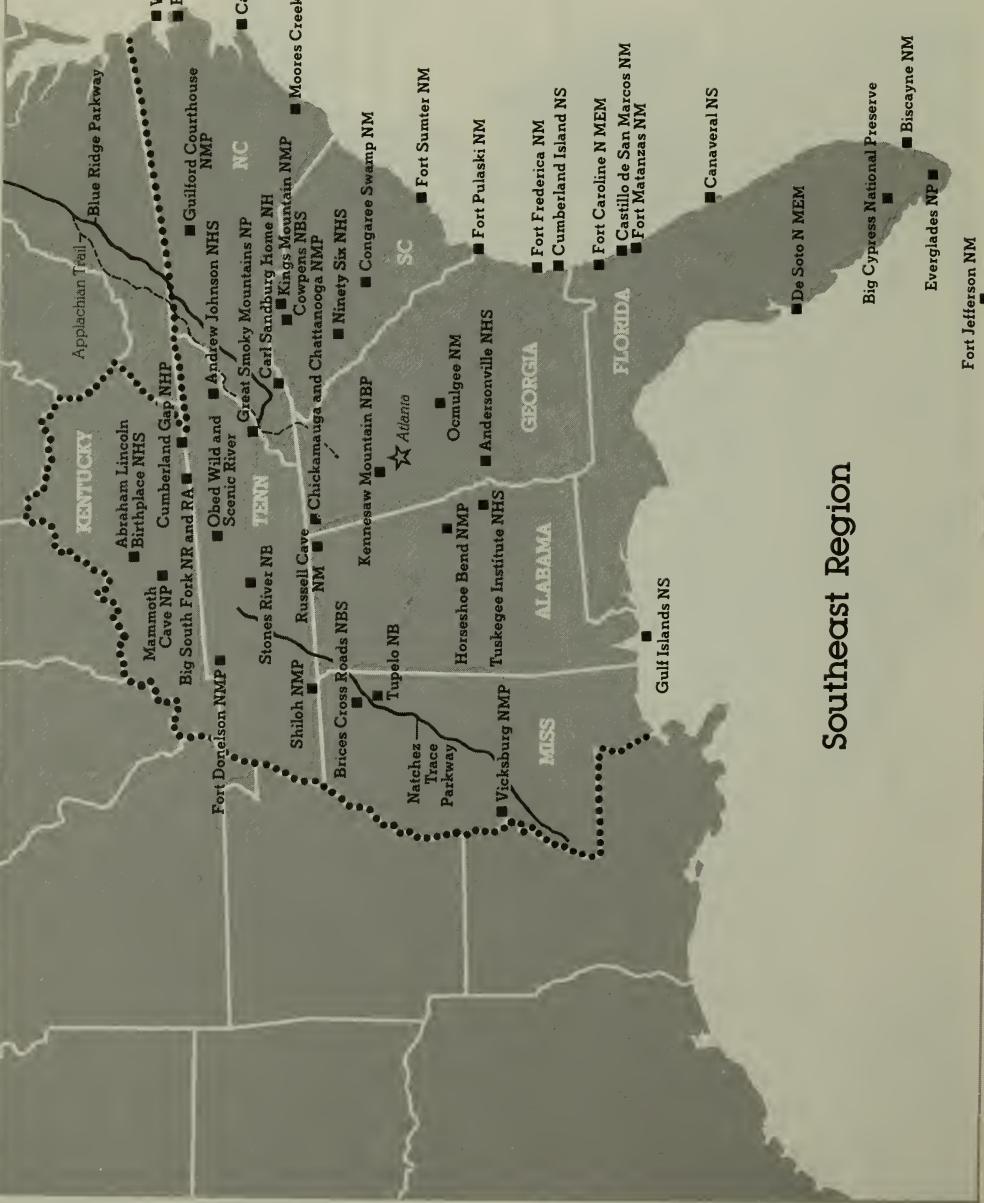 Applachian Trail
Blue Ridge Parkway
KENTUCKY
Abraham Lincoln
Birthplace NHS
Cumberland Gap NHP
Mammoth
Cave NP
Big South Fork NR and RA
Guilford Courthouse
NMP
NC
Moores Creek
Andrew Johnson NHS
Obed Wild and
Scenic River
Great Smoky Mountains NP
TENN
Carl Sandburg Home NH
Kings Mountain NMP
Cowpens NBS
Fort Donelson NMP
Stones River NB
Russell Cave
NM
Chickamauga and Chattanooga NMP
Ninety Six NHS
Congaree Swamp NM
SC
Fort Sumter NM
Shiloh NMP
Brices Cross Roads NBS
Tupelo NB
Kennesaw Mountain NBP
Atlanta
Natchez
Trace
Parkway
Ocmulgee NM
Horseshoe Bend NMP
Andersonville NHS
Tuskegee Institute NHS
Fort Pulaski NM
Vicksburg NMP
MISS
ALABAMA
GEORGIA
Fort Frederica NM
Cumberland Island NS
Fort Caroline N MEM
Castillo de San Marcos NM
Fort Matanzas NM
FLORIDA
Gulf Islands NS
Canaveral NS
De Soto N MEM
Big Cypress National Preserve
Biscayne NM
Everglades NP
Fort Jefferson NM
Southeast Region